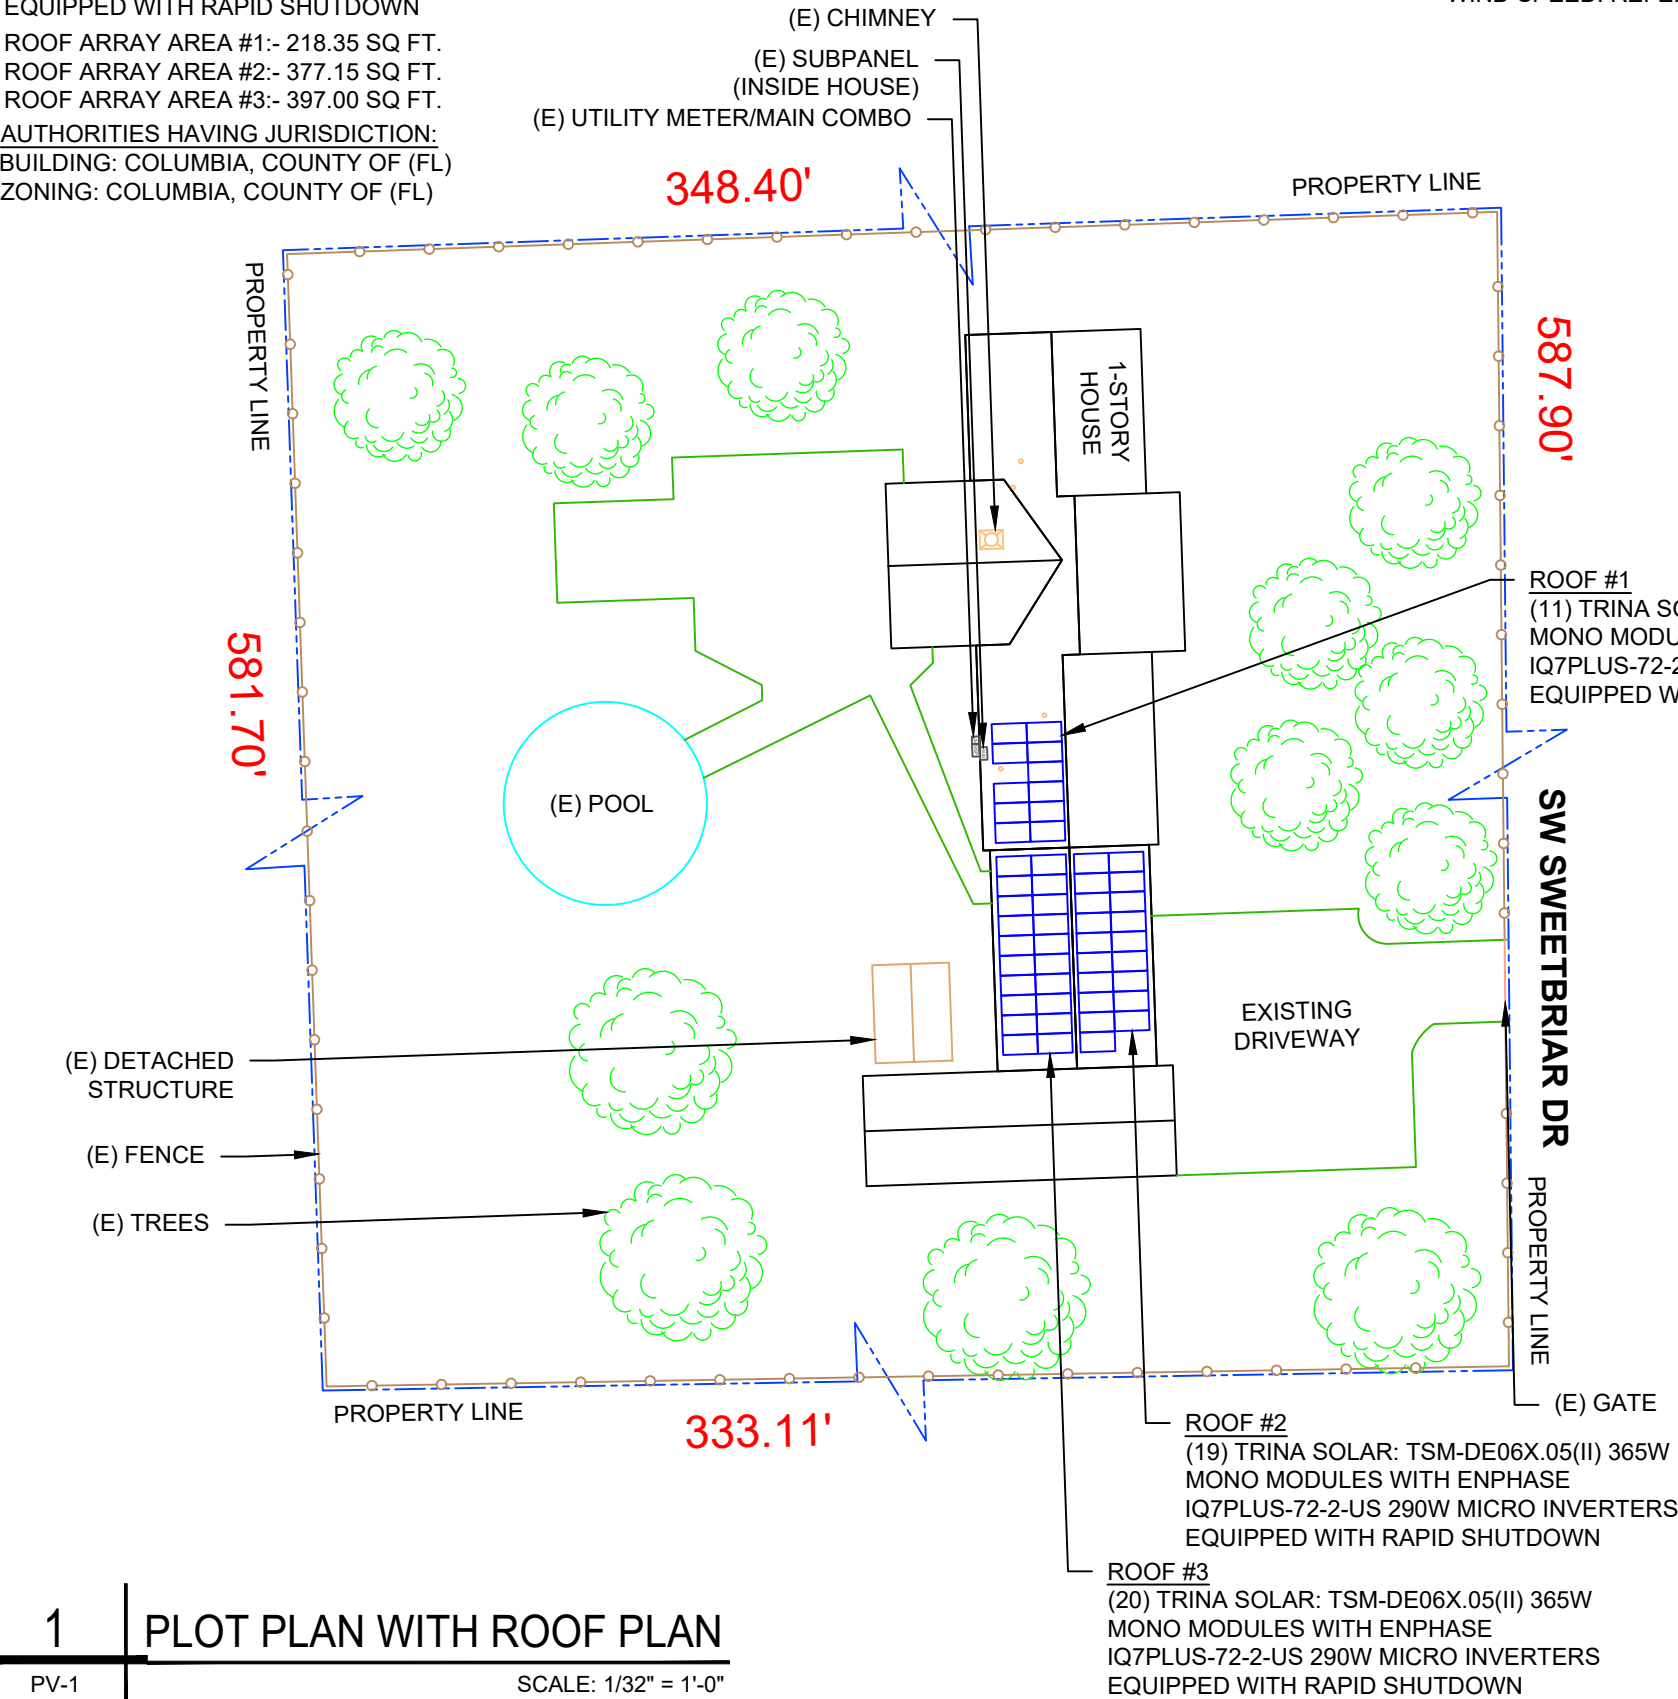 EQUIPPED WITH RAPID SHUTDOWN
ROOF ARRAY AREA #1:- 218.35 SQ FT.
ROOF ARRAY AREA #2:- 377.15 SQ FT.
ROOF ARRAY AREA #3:- 397.00 SQ FT.
AUTHORITIES HAVING JURISDICTION:
BUILDING: COLUMBIA, COUNTY OF (FL)
ZONING: COLUMBIA, COUNTY OF (FL)
(E) CHIMNEY
(E) SUBPANEL
(INSIDE HOUSE)
(E) UTILITY METER/MAIN COMBO
348.40'
PROPERTY LINE
PROPERTY LINE
587.90'
1-STORY
HOUSE
ROOF #1
(11) TRINA
MONO
IQ7PLUS-72-2
EQUIPPED
581.70'
(E) POOL
SW SWEETBRIAR DR
EXISTING
DRIVEWAY
(E) DETACHED
STRUCTURE
(E) FENCE
(E) TREES
PROPERTY LINE
PROPERTY LINE
333.11'
(E) GATE
ROOF #2
(19) TRINA SOLAR: TSM-DE06X.05(II) 365W
MONO MODULES WITH ENPHASE
IQ7PLUS-72-2-US 290W MICRO INVERTERS
EQUIPPED WITH RAPID SHUTDOWN
ROOF #3
(20) TRINA SOLAR: TSM-DE06X.05(II) 365W
MONO MODULES WITH ENPHASE
IQ7PLUS-72-2-US 290W MICRO INVERTERS
EQUIPPED WITH RAPID SHUTDOWN
1
PLOT PLAN WITH ROOF PLAN
PV-1
SCALE: 1/32" = 1'-0"